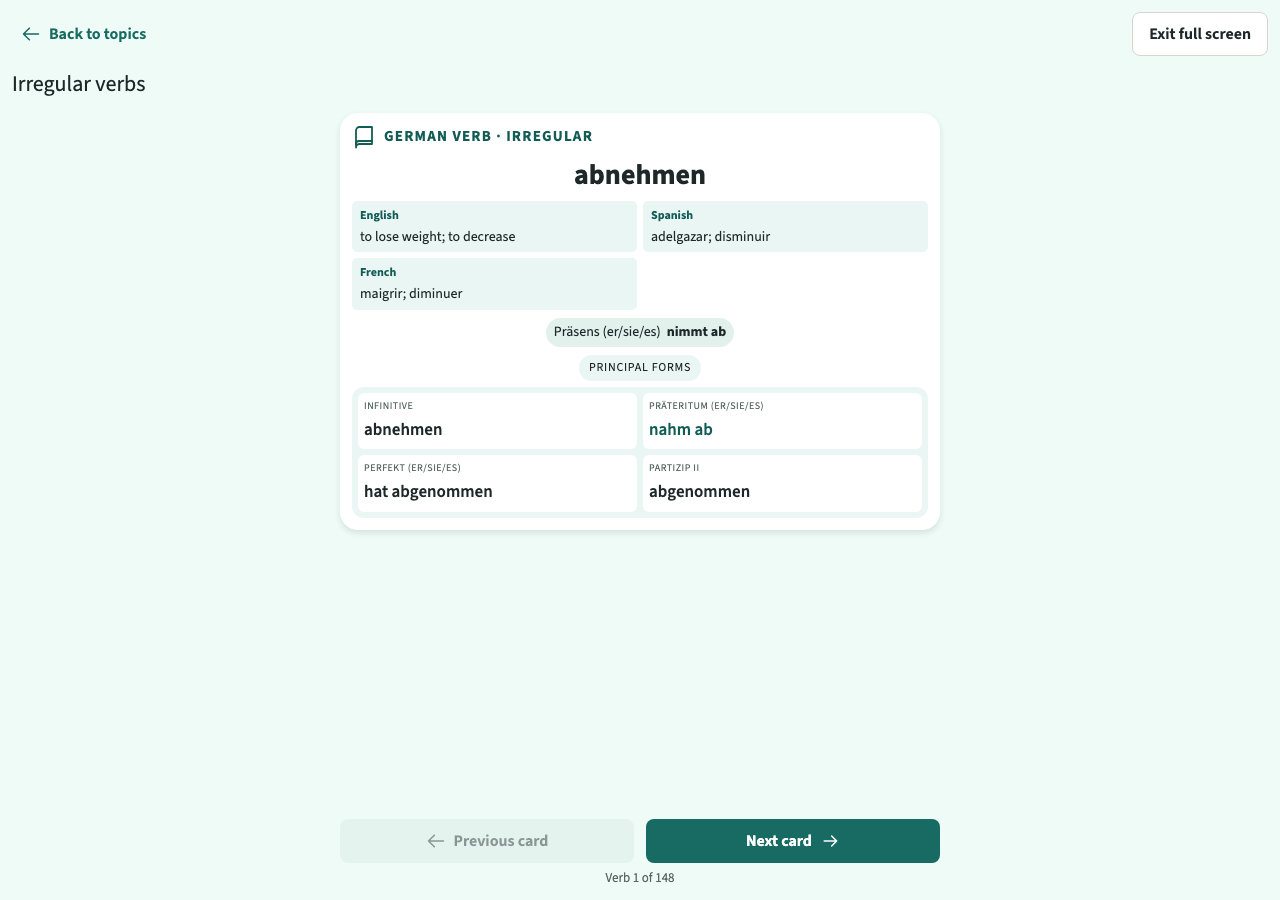 Back to topics
Exit full screen
Irregular verbs
GERMAN VERB · IRREGULAR
abnehmen
English
to lose weight; to decrease
Spanish
adelgazar; disminuir
French
maigrir; diminuer
Präsens (er/sie/es) nimmt ab
PRINCIPAL FORMS
INFINITIVE
abnehmen
PRÄTERITUM (ER/SIE/ES)
nahm ab
PERFEKT (ER/SIE/ES)
hat abgenommen
PARTIZIP II
abgenommen
Previous card
Next card
Verb 1 of 148